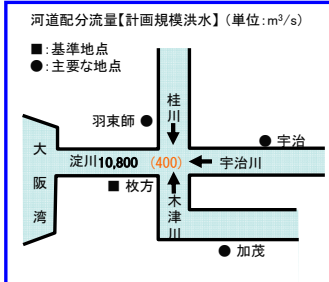 河道配分流量【計画規模洪水】(単位:m³/s)
■:基準地点
●:主要な地点
桂川
羽束師 ●
● 宇治
大阪湾
淀川10,800 (400)
宇治川
■ 枚方
木津川
● 加茂